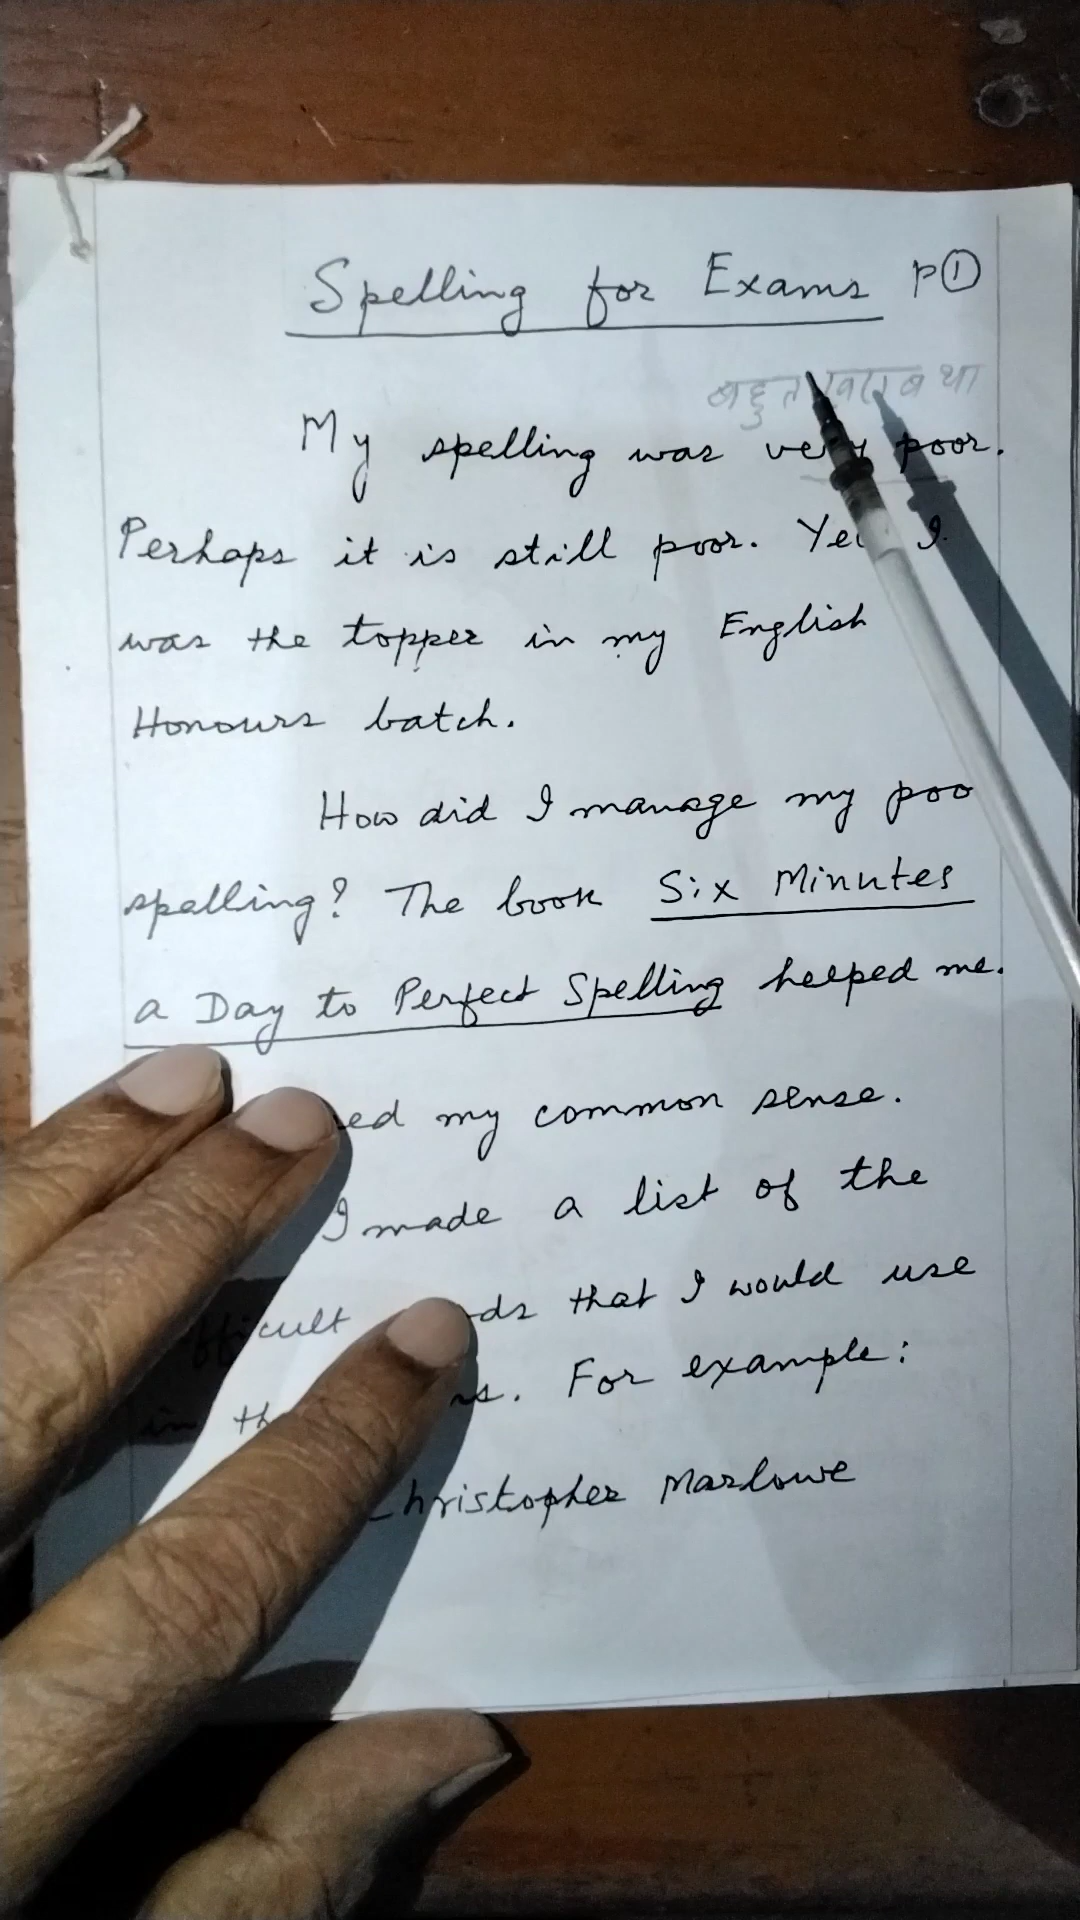 Spelling for Exams P①
बहुत था
My spelling was very poor.
Perhaps it is still poor. I
was the topper in my English
Honours batch.
How did I manage my
spelling? The book Six Minutes
a Day to Perfect Spelling helped me.
my common sense.
I made a list of the
that I would use
in For example:
Christopher Marlowe